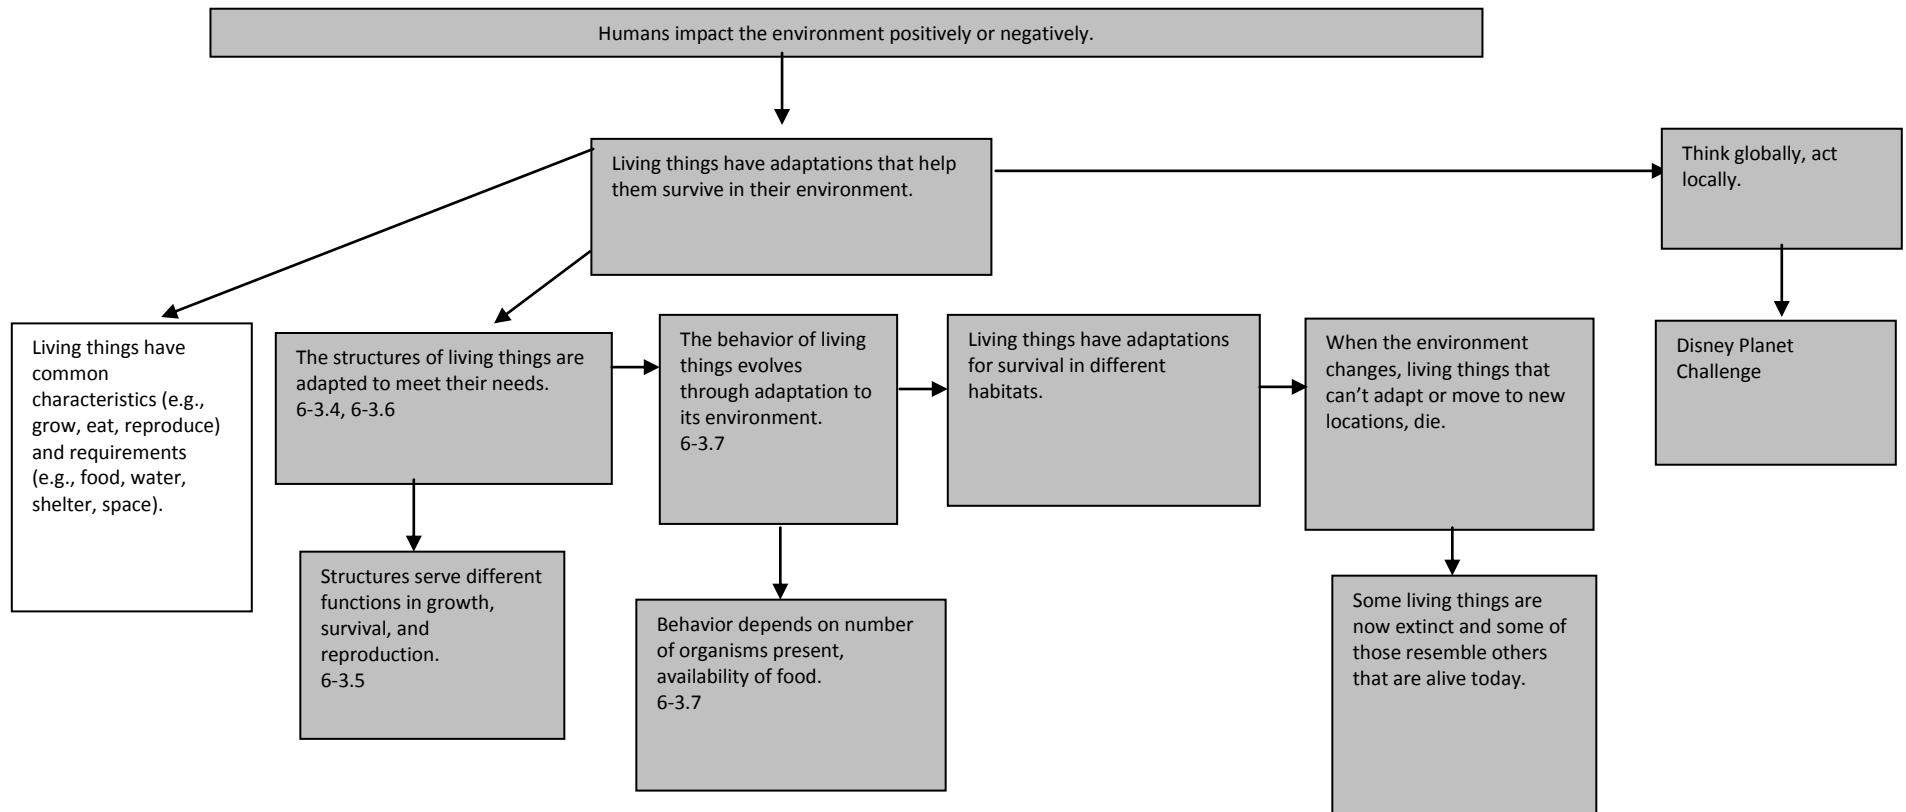 Humans impact the environment positively or negatively.
Living things have adaptations that help
them survive in their environment.
Think globally, act
locally.
Living things have
common
characteristics (e.g.,
grow, eat, reproduce)
and requirements
(e.g., food, water,
shelter, space).
The structures of living things are
adapted to meet their needs.
6-3.4, 6-3.6
The behavior of living
things evolves
through adaptation to
its environment.
6-3.7
Living things have adaptations
for survival in different
habitats.
When the environment
changes, living things that
can’t adapt or move to new
locations, die.
Disney Planet
Challenge
Structures serve different
functions in growth,
survival, and
reproduction.
6-3.5
Behavior depends on number
of organisms present,
availability of food.
6-3.7
Some living things are
now extinct and some of
those resemble others
that are alive today.